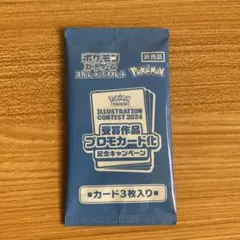 ポケモン
カードゲーム
スカーレット&バイオレット
非売品
Pokémon
ILLUSTRATION
CONTEST 2024
受賞作品
プロモカード化
記念キャンペーン
■カード3枚入り■